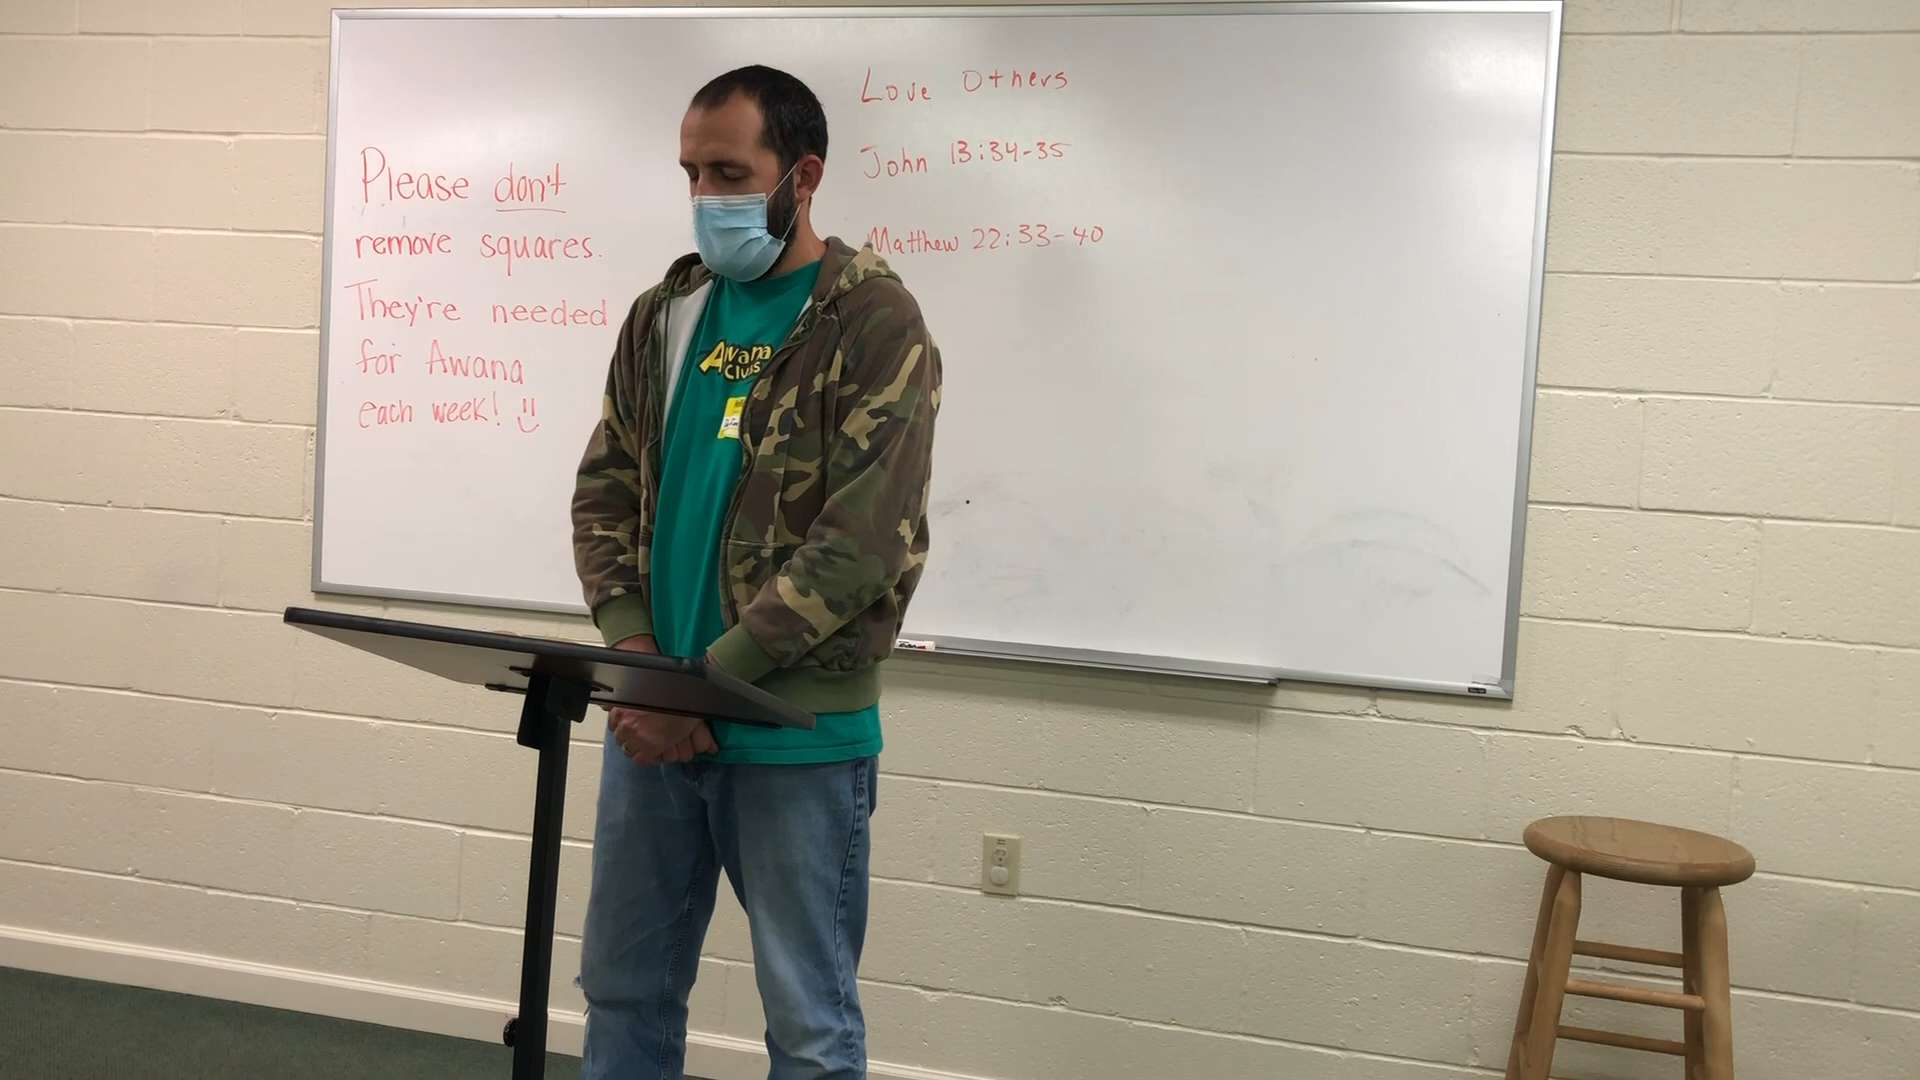 Please don't
remove squares.
They're needed
for Awana
each week!
Love Others
John 13:34-35
Matthew 22:33-40
Awana
Clubs